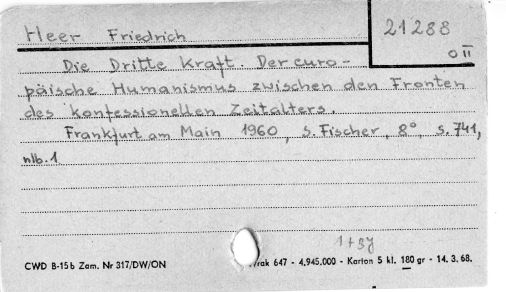 Heer Friedrich
21288
o II
Die Dritte Kraft. Der euro-
päische Humanismus zwischen den Fronten
des konfessionellen Zeitalters.
Frankfurt am Main 1960, S. Fischer, 8°, s. 741,
nlb. 1
1+3y
CWD B-15b Zam. Nr 317/DW/ON
rak 647 - 4.945.000 - Karton 5 kl. 180 gr - 14. 3. 68.